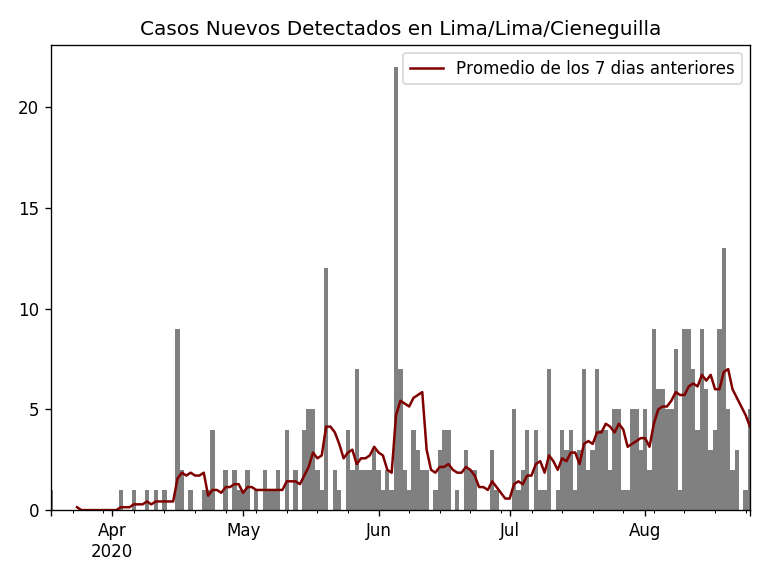 Casos Nuevos Detectados en Lima/Lima/Cieneguilla
Promedio de los 7 dias anteriores
20
15
10
5
0
Apr May Jun Jul Aug
2020